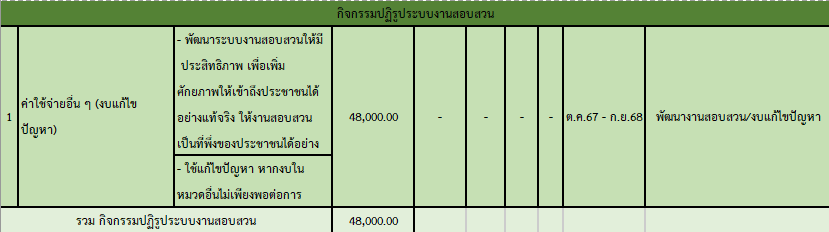 กิจกรรมปฏิรูประบบงานสอบสวน
1
ค่าใช้จ่ายอื่น ๆ (งบแก้ไข
ปัญหา)
- พัฒนาระบบงานสอบสวนให้มี
ประสิทธิภาพ เพื่อเพิ่ม
ศักยภาพให้เข้าถึงประชาชนได้
อย่างแท้จริง ให้งานสอบสวน
เป็นที่พึ่งของประชาชนได้อย่าง
- ใช้แก้ไขปัญหา หากงบใน
หมวดอื่นไม่เพียงพอต่อการ
48,000.00
-
-
-
-
ต.ค.67 - ก.ย.68
พัฒนางานสอบสวน/งบแก้ไขปัญหา
รวม กิจกรรมปฏิรูประบบงานสอบสวน
48,000.00